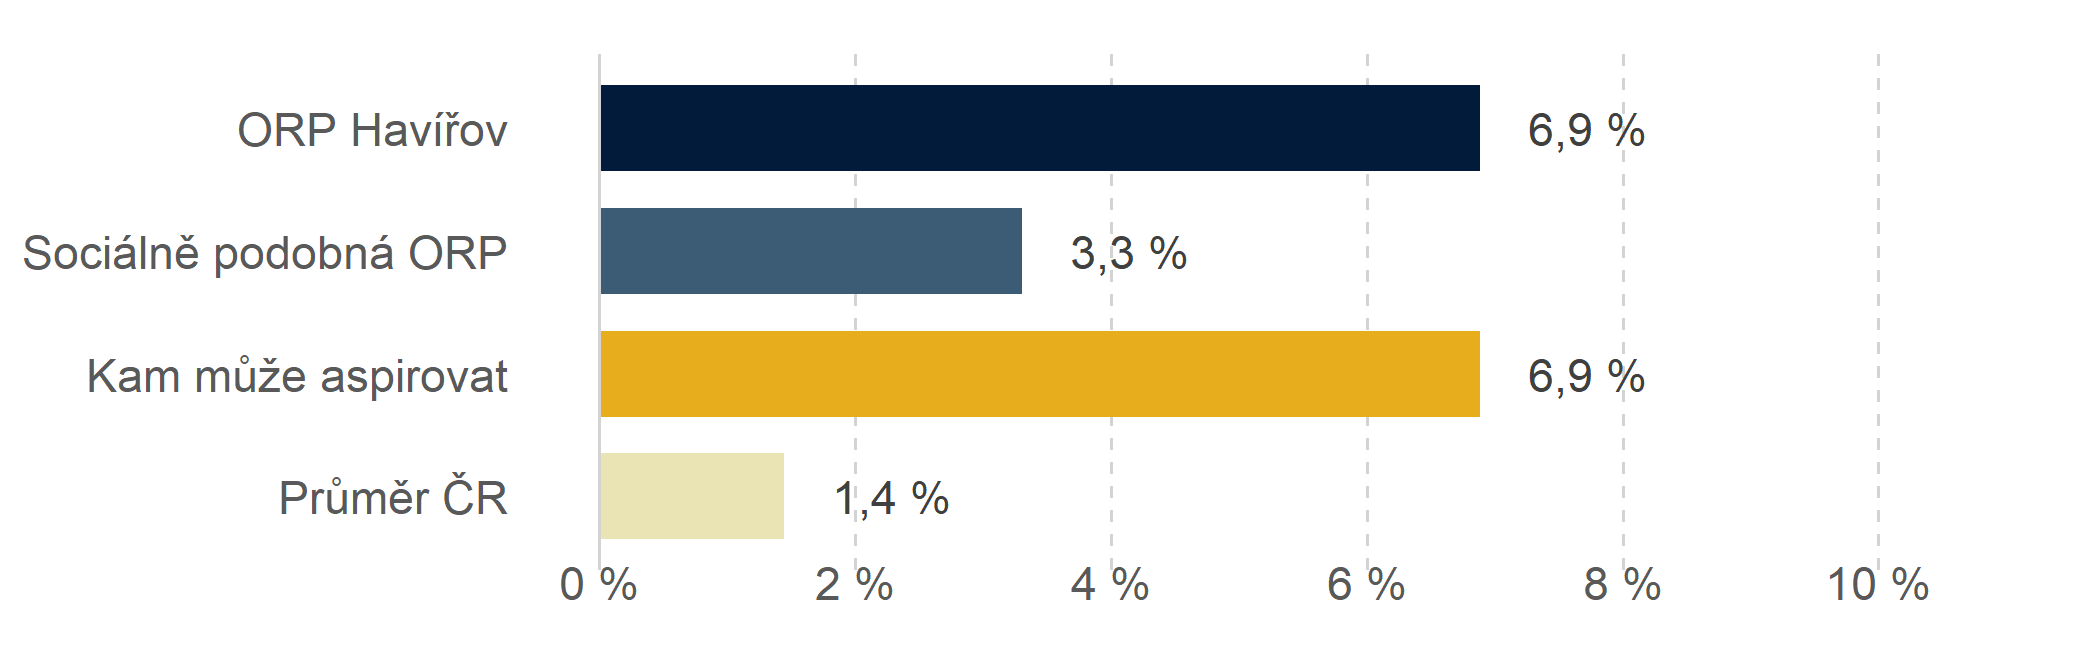 ORP Havířov
6,9 %
Sociálně podobná ORP
3,3 %
Kam může aspirovat
6,9 %
Průměr ČR
1,4 %
0 % 2 % 4 % 6 % 8 % 10 %